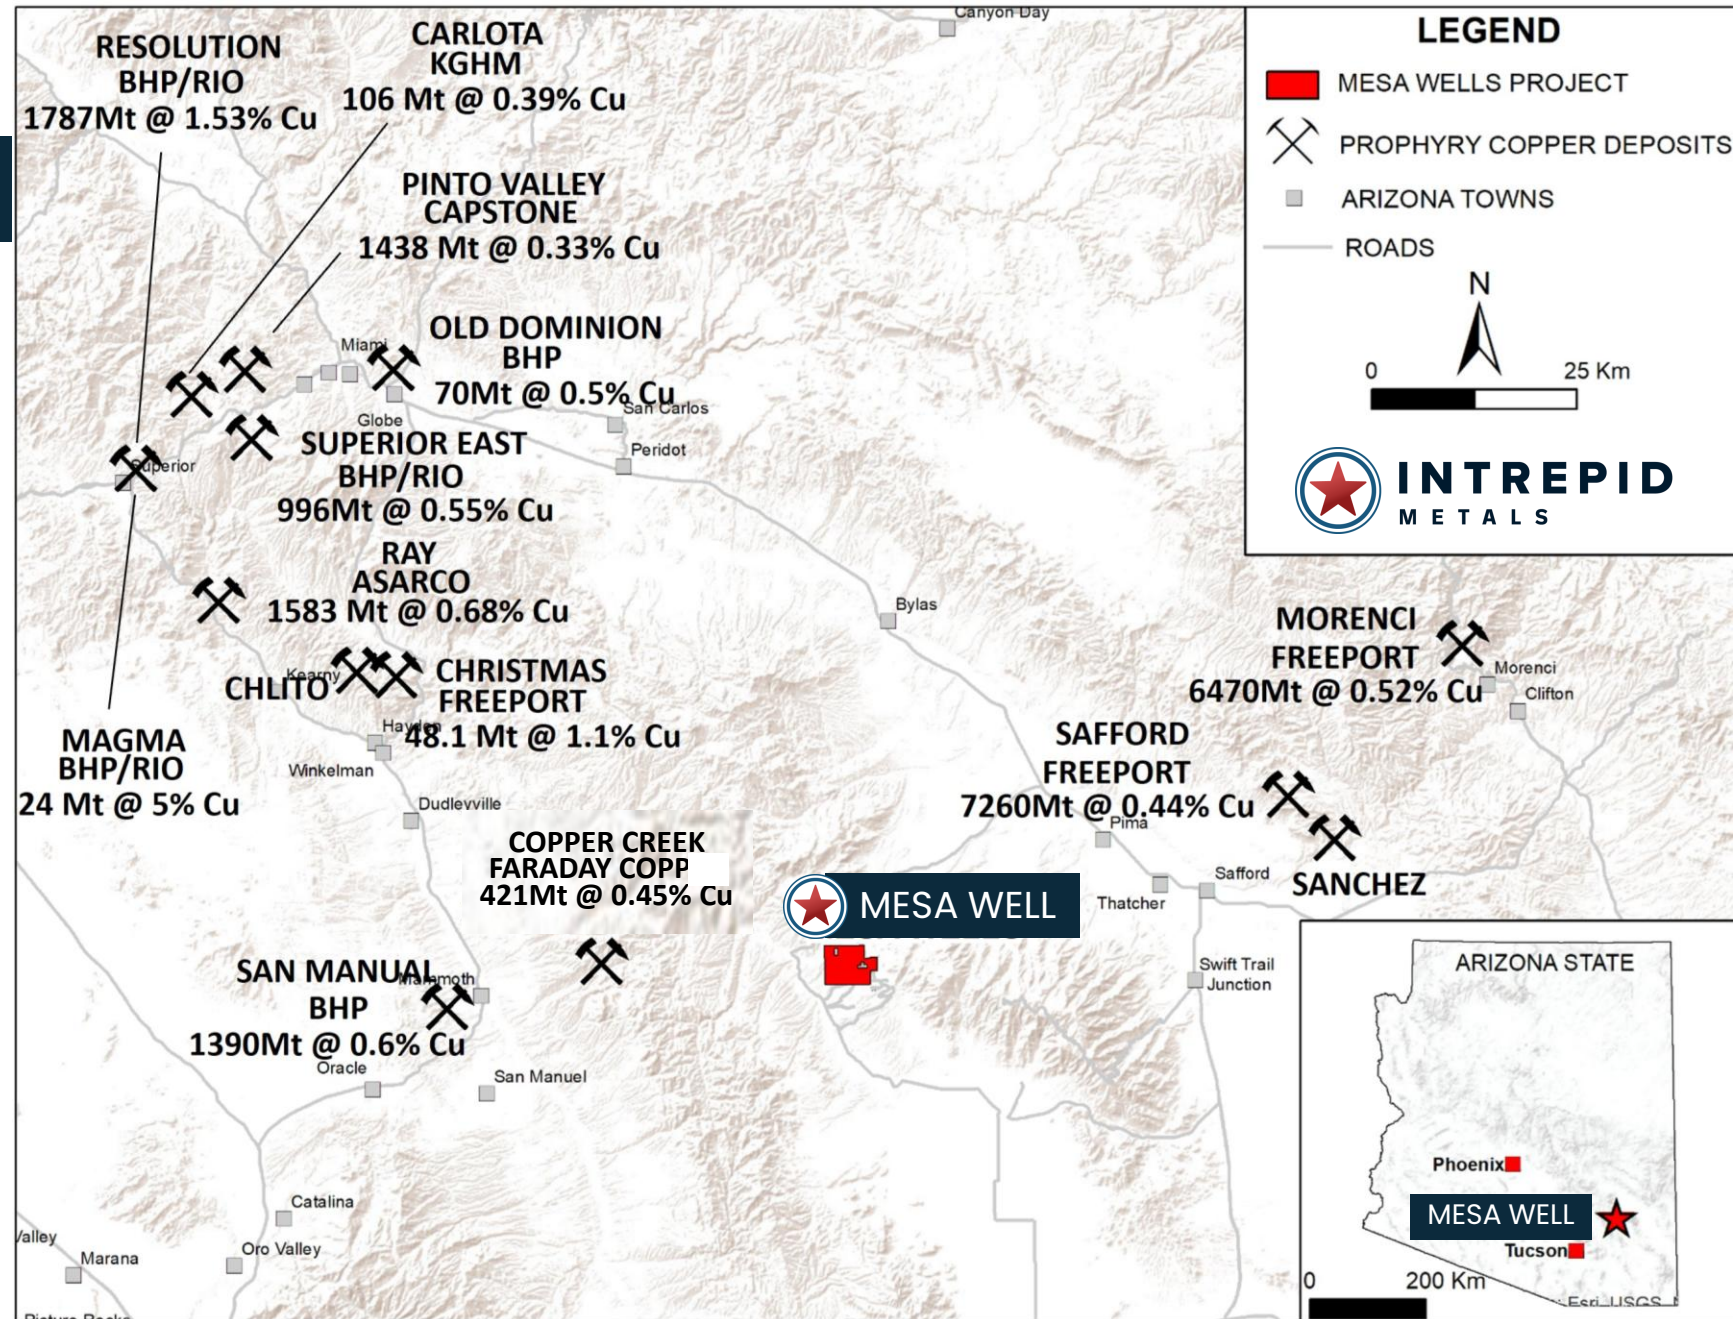 Canyon Day
RESOLUTION
BHP/RIO
1787Mt @ 1.53% Cu
CARLOTA
KGHM
106 Mt @ 0.39% Cu
PINTO VALLEY
CAPSTONE
1438 Mt @ 0.33% Cu
OLD DOMINION
BHP
70Mt @ 0.5% Cu
Miami
Globe
San Carlos
Peridot
Superior
SUPERIOR EAST
BHP/RIO
996Mt @ 0.55% Cu
RAY
ASARCO
1583 Mt @ 0.68% Cu
Kearny
CHLITO
CHRISTMAS
FREEPORT
48.1 Mt @ 1.1% Cu
Hayden
Winkelman
Dudleyville
MAGMA
BHP/RIO
24 Mt @ 5% Cu
Bylas
MORENCI
FREEPORT
6470Mt @ 0.52% Cu
Morenci
Clifton
SAFFORD
FREEPORT
7260Mt @ 0.44% Cu
Pima
Thatcher
Safford
SANCHEZ
Swift Trail
Junction
COPPER CREEK
FARADAY COPP
421Mt @ 0.45% Cu
MESA WELL
SAN MANUAL
BHP
1390Mt @ 0.6% Cu
Mammoth
Oracle
San Manuel
Catalina
Oro Valley
Valley
Marana
Picture Rocks
LEGEND
MESA WELLS PROJECT
PROPHYRY COPPER DEPOSITS
ARIZONA TOWNS
ROADS
N
0 25 Km
INTREPID
METALS
ARIZONA STATE
Phoenix
MESA WELL
Tucson
0 200 Km
Esri, USGS